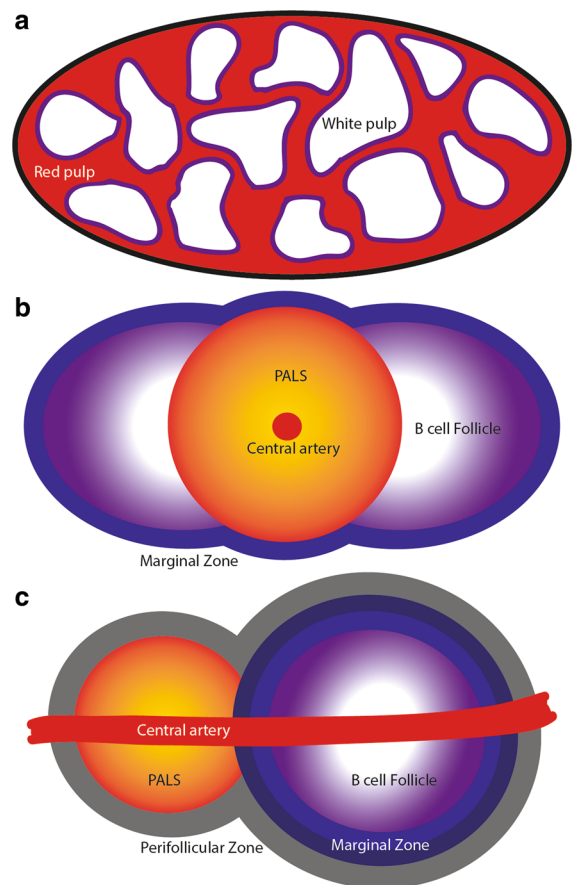 a
White pulp
Red pulp
b
PALS
B cell Follicle
Central artery
Marginal Zone
c
Central artery
PALS
B cell Follicle
Perifollicular Zone
Marginal Zone